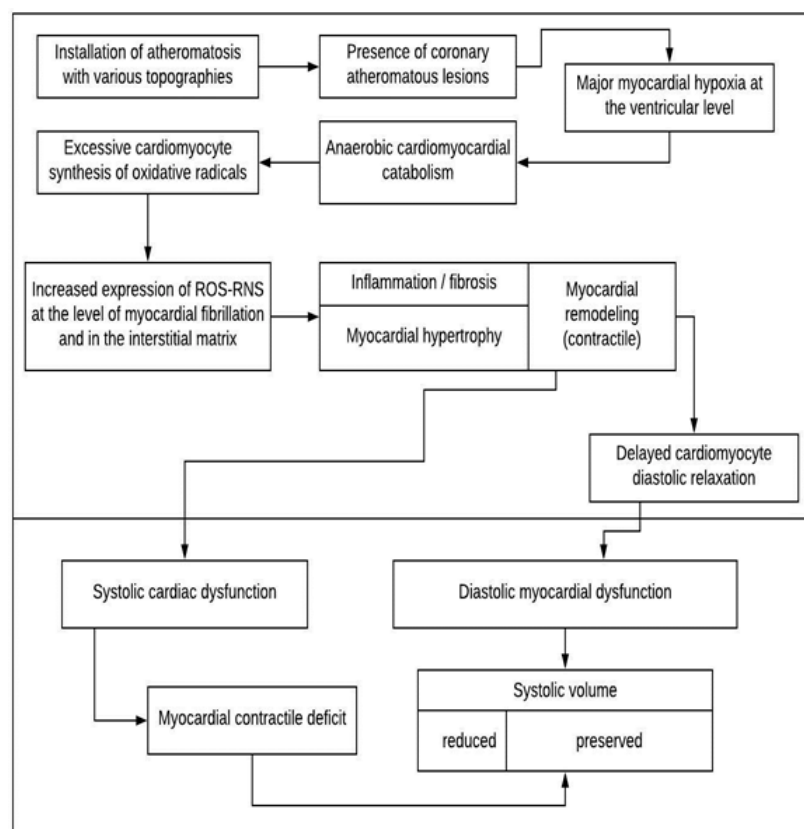 Installation of atheromatosis
with various topographies
Presence of coronary
atheromatous lesions
Major myocardial hypoxia at
the ventricular level
Excessive cardiomyocyte
synthesis of oxidative radicals
Anaerobic cardiomyocardial
catabolism
Increased expression of ROS-RNS
at the level of myocardial fibrillation
and in the interstitial matrix
Inflammation / fibrosis
Myocardial hypertrophy
Myocardial
remodeling
(contractile)
Delayed cardiomyocyte
diastolic relaxation
Systolic cardiac dysfunction
Diastolic myocardial dysfunction
Myocardial contractile deficit
Systolic volume
reduced
preserved